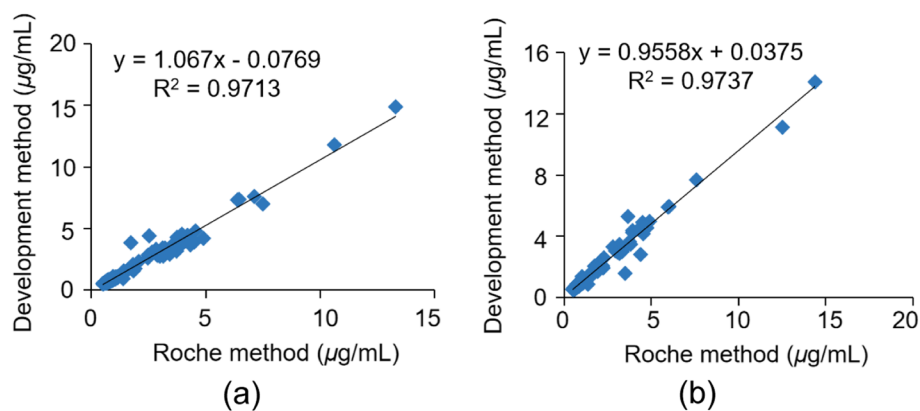 Development method (µg/mL)
20
15
10
5
0
y = 1.067x - 0.0769
R² = 0.9713
0 5 10 15
Roche method (µg/mL)
(a)
Development method (µg/mL)
16
12
8
4
0
y = 0.9558x + 0.0375
R² = 0.9737
0 5 10 15 20
Roche method (µg/mL)
(b)